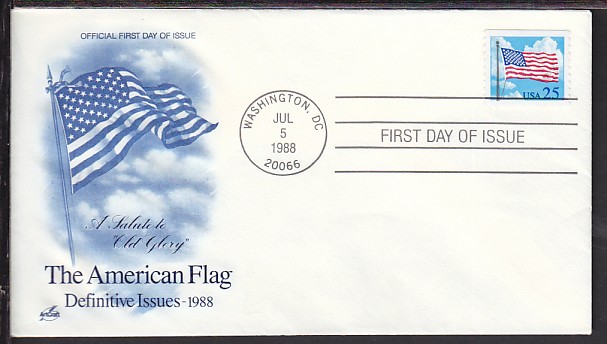 OFFICIAL FIRST DAY OF ISSUE
USA 25
WASHINGTON, DC
JUL
5
1988
20066
FIRST DAY OF ISSUE
A Salute to
"Old Glory"
The American Flag
Definitive Issues - 1988
ArtCraft